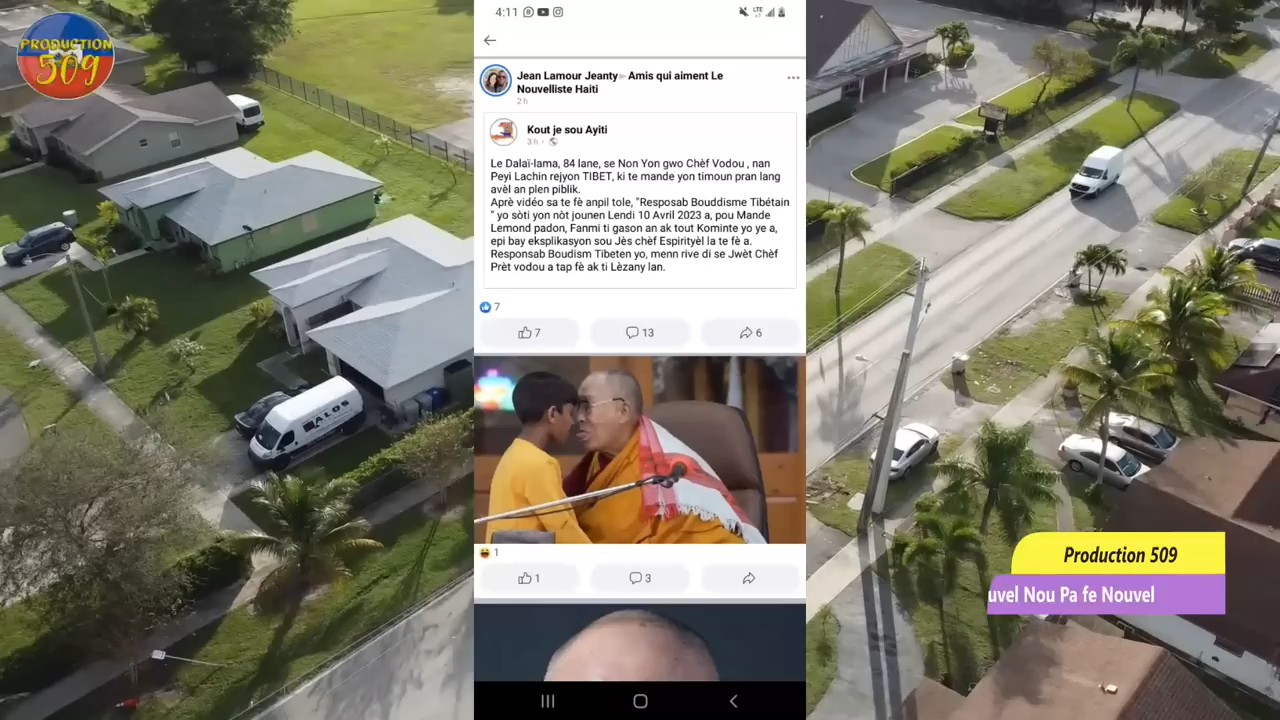 PRODUCTION
509
4:11
LTE
Jean Lamour Jeanty▸Amis qui aiment Le
Nouvelliste Haiti
2 h
Kout je sou Ayiti
3 h ·
Le Dalaï-lama, 84 lane, se Non Yon gwo Chèf Vodou , nan
Peyi Lachin rejyon TIBET, ki te mande yon timoun pran lang
avèl an plen piblik.
Aprè vidéo sa te fè anpil tole, "Resposab Bouddisme Tibétain
" yo sòti yon nòt jounen Lendi 10 Avril 2023 a, pou Mande
Lemond padon, Fanmi ti gason an ak tout Kominte yo ye a,
epi bay eksplikasyon sou Jès chèf Espirityèl la te fè a.
Responsab Boudism Tibeten yo, menn rive di se Jwèt Chèf
Prèt vodou a tap fè ak ti Lèzany lan.
7
7
13
6
1
1
3
Production 509
uvel Nou Pa fe Nouvel